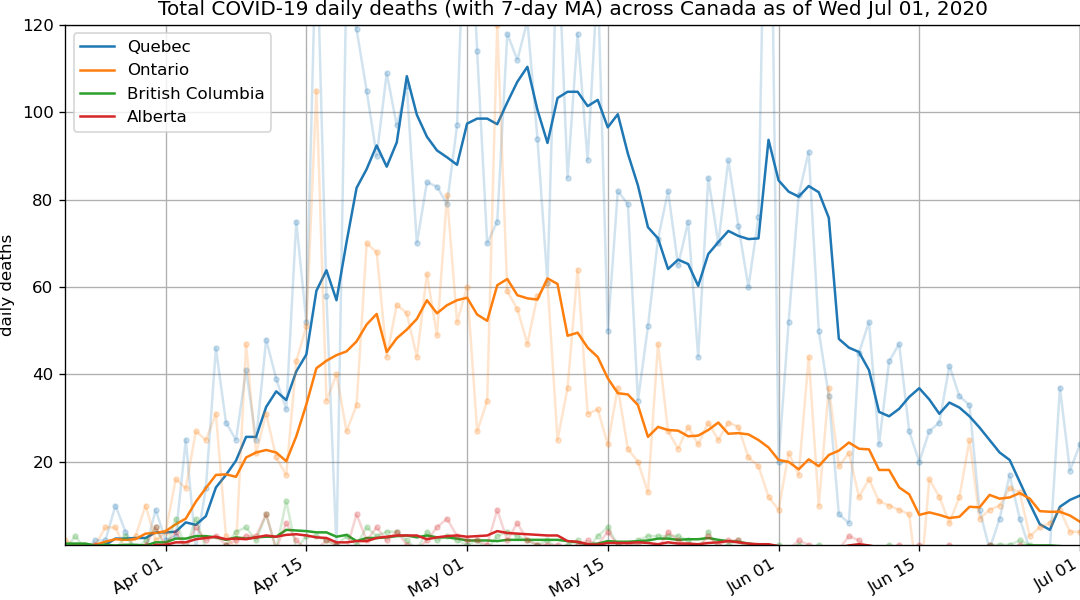 Total COVID-19 daily deaths (with 7-day MA) across Canada as of Wed Jul 01, 2020
120
100
80
60
40
20
daily deaths
Quebec
Ontario
British Columbia
Alberta
Apr 01
Apr 15
May 01
May 15
Jun 01
Jun 15
Jul 01